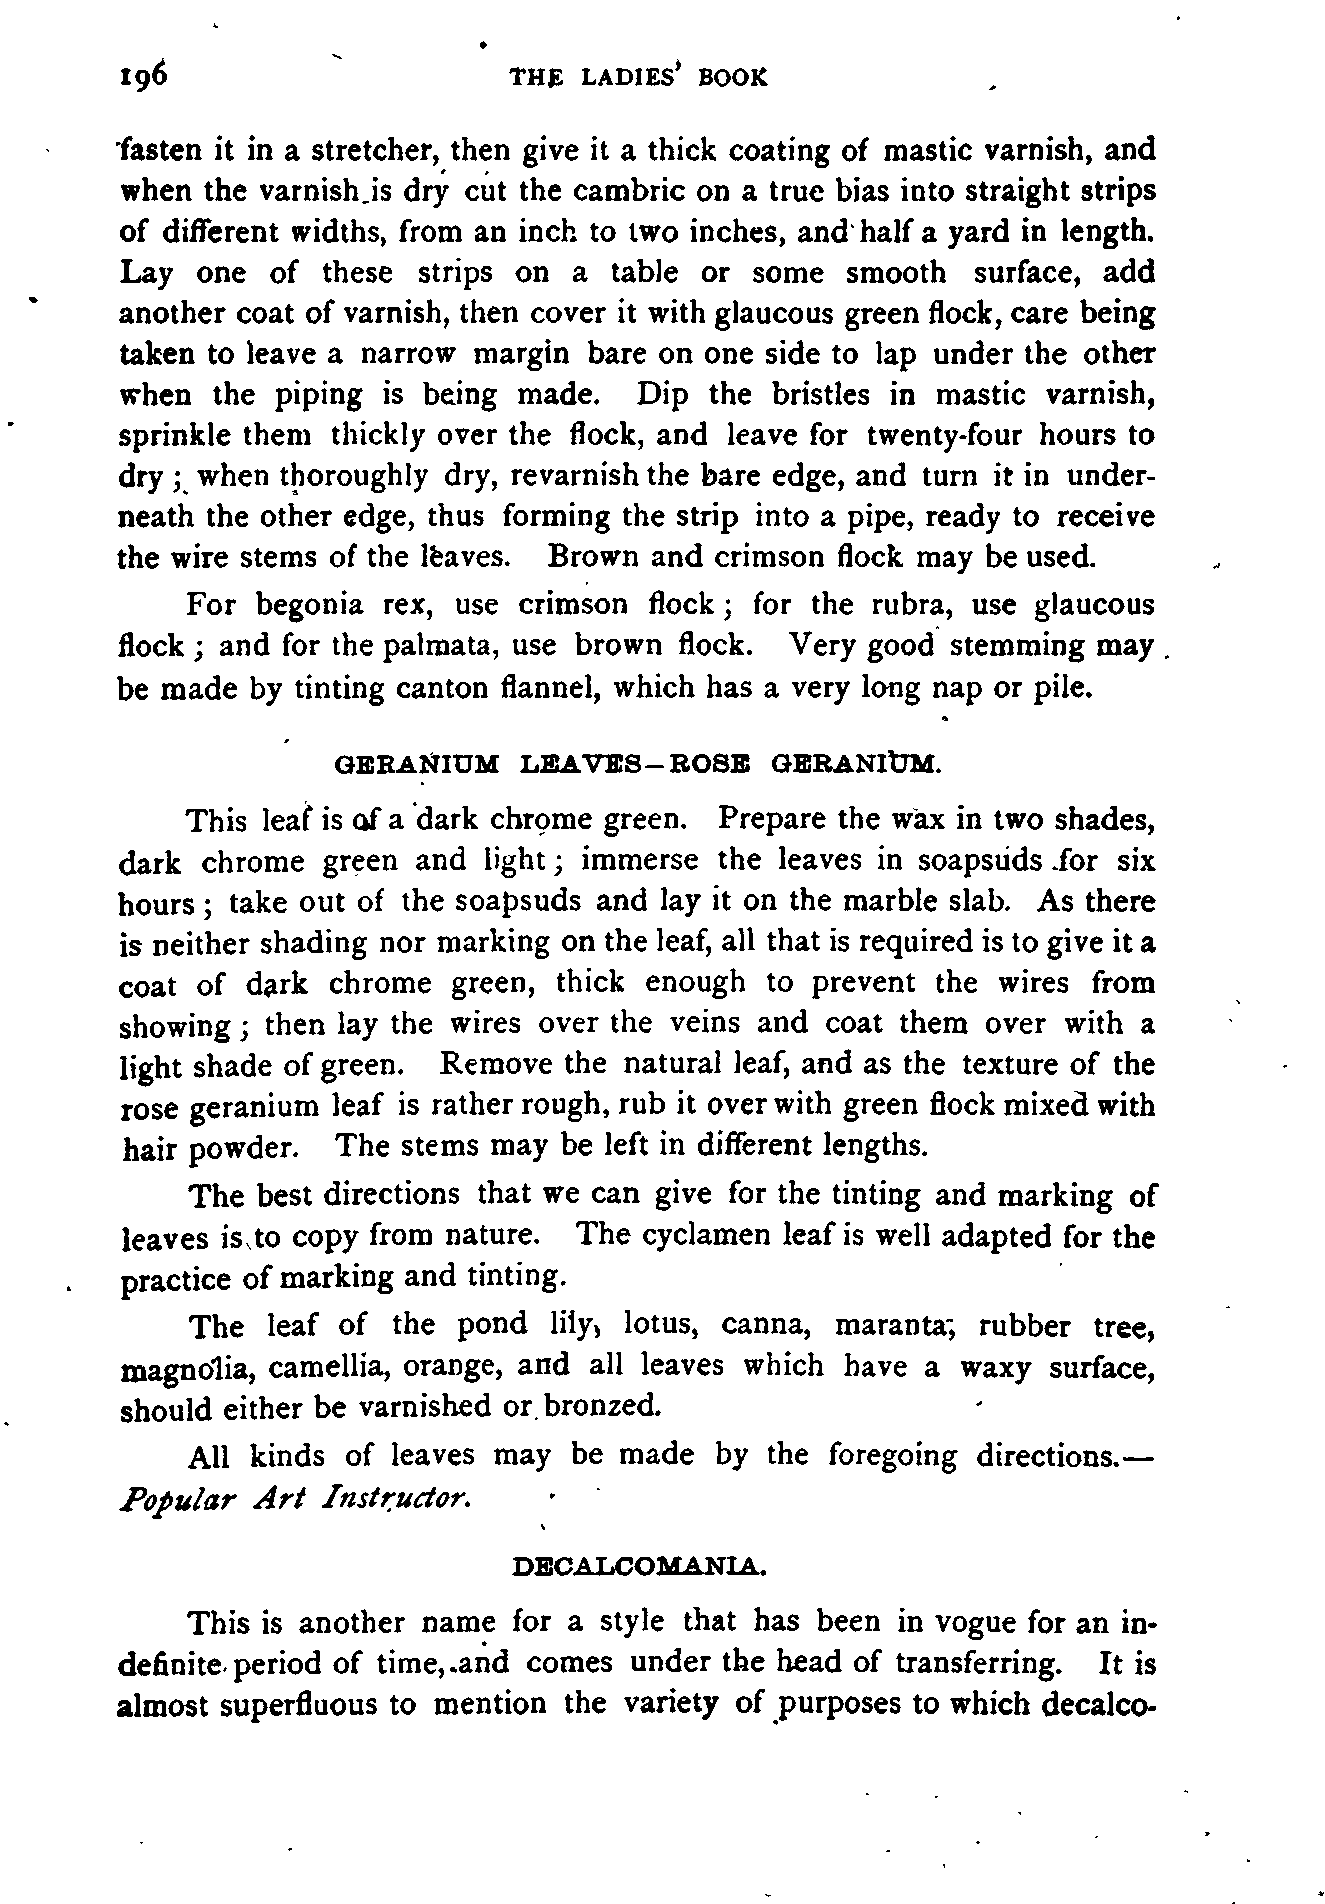 196 THE LADIES' BOOK
fasten it in a stretcher, then give it a thick coating of mastic varnish, and
when the varnish is dry cut the cambric on a true bias into straight strips
of different widths, from an inch to two inches, and half a yard in length.
Lay one of these strips on a table or some smooth surface, add
another coat of varnish, then cover it with glaucous green flock, care being
taken to leave a narrow margin bare on one side to lap under the other
when the piping is being made. Dip the bristles in mastic varnish,
sprinkle them thickly over the flock, and leave for twenty-four hours to
dry ; when thoroughly dry, revarnish the bare edge, and turn it in under-
neath the other edge, thus forming the strip into a pipe, ready to receive
the wire stems of the leaves. Brown and crimson flock may be used.
For begonia rex, use crimson flock ; for the rubra, use glaucous
flock ; and for the palmata, use brown flock. Very good stemming may
be made by tinting canton flannel, which has a very long nap or pile.
GERANIUM LEAVES—ROSE GERANIUM.
This leaf is of a dark chrome green. Prepare the wax in two shades,
dark chrome green and light ; immerse the leaves in soapsuds for six
hours ; take out of the soapsuds and lay it on the marble slab. As there
is neither shading nor marking on the leaf, all that is required is to give it a
coat of dark chrome green, thick enough to prevent the wires from
showing ; then lay the wires over the veins and coat them over with a
light shade of green. Remove the natural leaf, and as the texture of the
rose geranium leaf is rather rough, rub it over with green flock mixed with
hair powder. The stems may be left in different lengths.
The best directions that we can give for the tinting and marking of
leaves is to copy from nature. The cyclamen leaf is well adapted for the
practice of marking and tinting.
The leaf of the pond lily, lotus, canna, maranta, rubber tree,
magnolia, camellia, orange, and all leaves which have a waxy surface,
should either be varnished or bronzed.
All kinds of leaves may be made by the foregoing directions.—
Popular Art Instructor.
DECALCOMANIA.
This is another name for a style that has been in vogue for an in-
definite period of time, and comes under the head of transferring. It is
almost superfluous to mention the variety of purposes to which decalco-